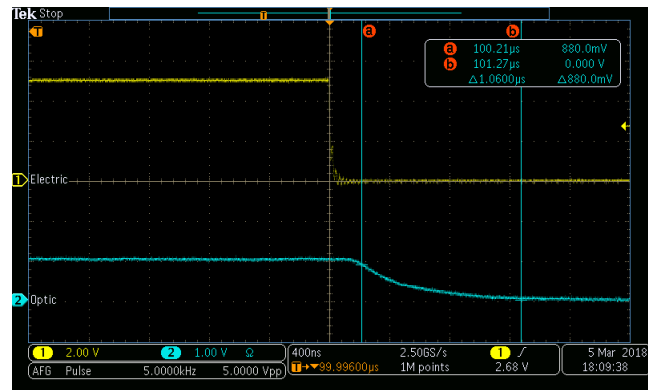 Tek Stop
T
T
a
b
a 100.21µs 880.0mV
b 101.27µs 0.000 V
Δ1.0600µs Δ880.0mV
1 Electric
2 Optic
1 2.00 V 2 1.00 V Ω
400ns 2.50GS/s 1
T→▼99.99600µs 1M points 2.68 V
AFG Pulse 5.0000kHz 5.0000 Vpp
5 Mar 2018
18:09:38